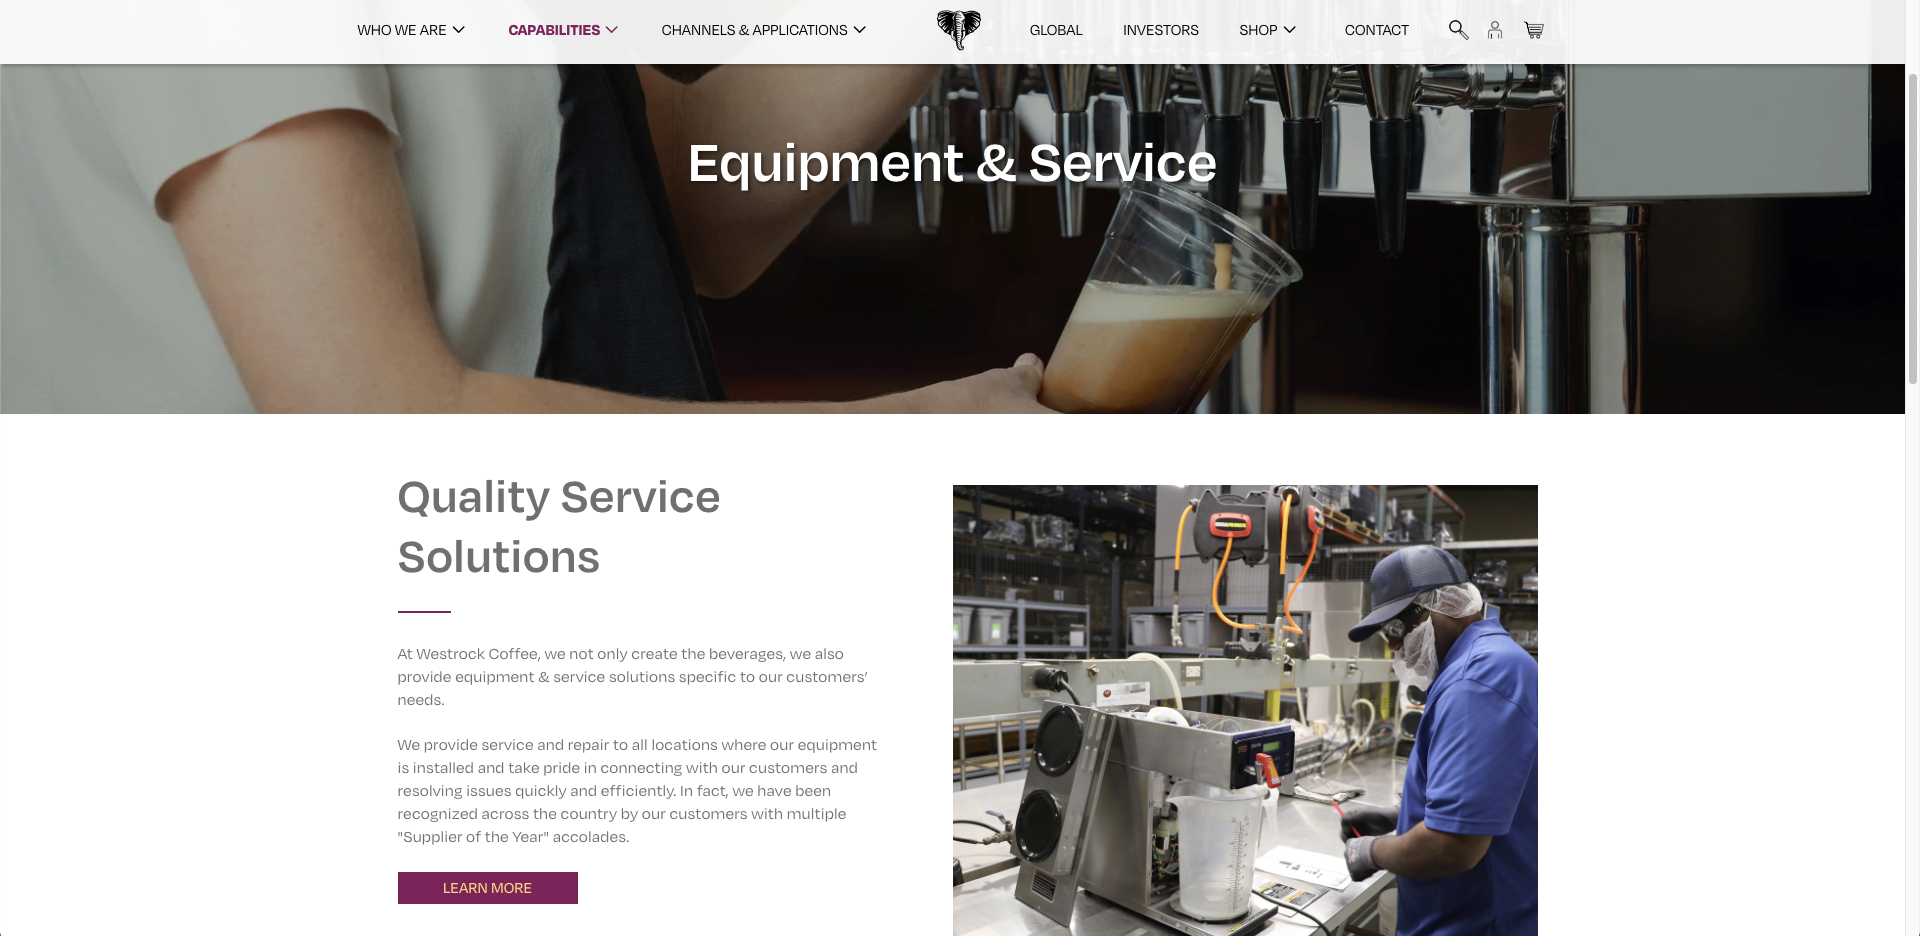 WHO WE ARE
CAPABILITIES
CHANNELS & APPLICATIONS
GLOBAL
INVESTORS
SHOP
CONTACT
Equipment & Service
Quality Service
Solutions
At Westrock Coffee, we not only create the beverages, we also
provide equipment & service solutions specific to our customers’
needs.
We provide service and repair to all locations where our equipment
is installed and take pride in connecting with our customers and
resolving issues quickly and efficiently. In fact, we have been
recognized across the country by our customers with multiple
"Supplier of the Year" accolades.
LEARN MORE